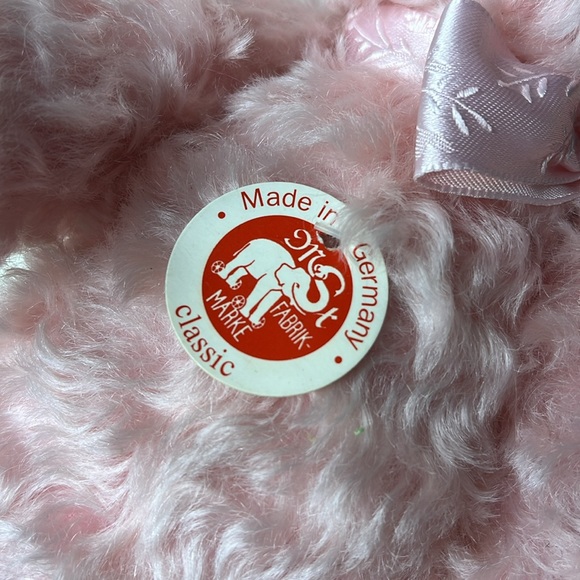 • Made in Germany •
classic
MSt
FABRIK
MARKE